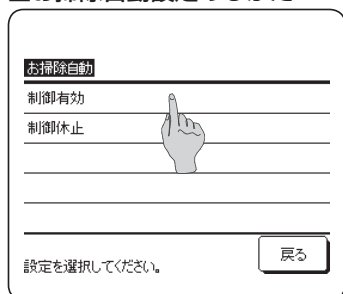 お掃除自動
制御有効
制御休止
設定を選択してください。
戻る